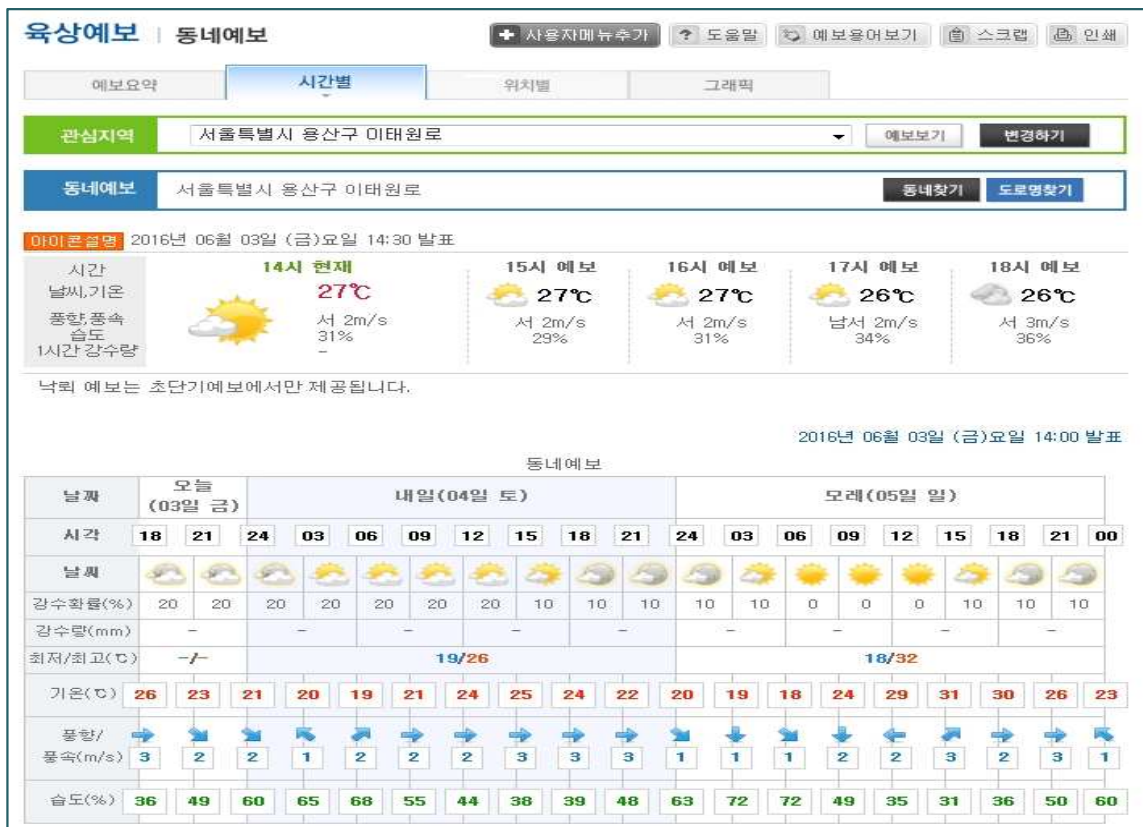 육상예보 동네예보 사용자메뉴추가 ? 도움말 예보용어보기 스크랩 인쇄
예보요약 시간별 위치별 그래픽
관심지역 서울특별시 용산구 이태원로 예보보기 변경하기
동네예보 서울특별시 용산구 이태원로 동네찾기 도로명찾기
아이콘설명 2016년 06월 03일 (금)요일 14:30 발표
시간 14시 현재 15시 예보 16시 예보 17시 예보 18시 예보
날씨,기온 27℃ 27℃ 27℃ 26℃ 26℃
풍향,풍속 서 2m/s 서 2m/s 서 2m/s 남서 2m/s 서 3m/s
습도 31% 29% 31% 34% 36%
1시간 강수량 -
낙뢰 예보는 초단기예보에서만 제공됩니다.
2016년 06월 03일 (금)요일 14:00 발표
동네예보
날짜 오늘 (03일 금) 내일(04일 토) 모레(05일 일)
시각 18 21 24 03 06 09 12 15 18 21 24 03 06 09 12 15 18 21 00
날씨
강수확률(%) 20 20 20 20 20 20 20 10 10 10 10 10 0 0 0 10 10 10
강수량(mm) - - - - - - - - -
최저/최고(℃) -/- 19/26 18/32
기온(℃) 26 23 21 20 19 21 24 25 24 22 20 19 18 24 29 31 30 26 23
풍향/
풍속(m/s) 3 2 2 1 2 2 2 3 3 3 1 1 1 2 2 3 2 3 1
습도(%) 36 49 60 65 68 55 44 38 39 48 63 72 72 49 35 31 36 50 60